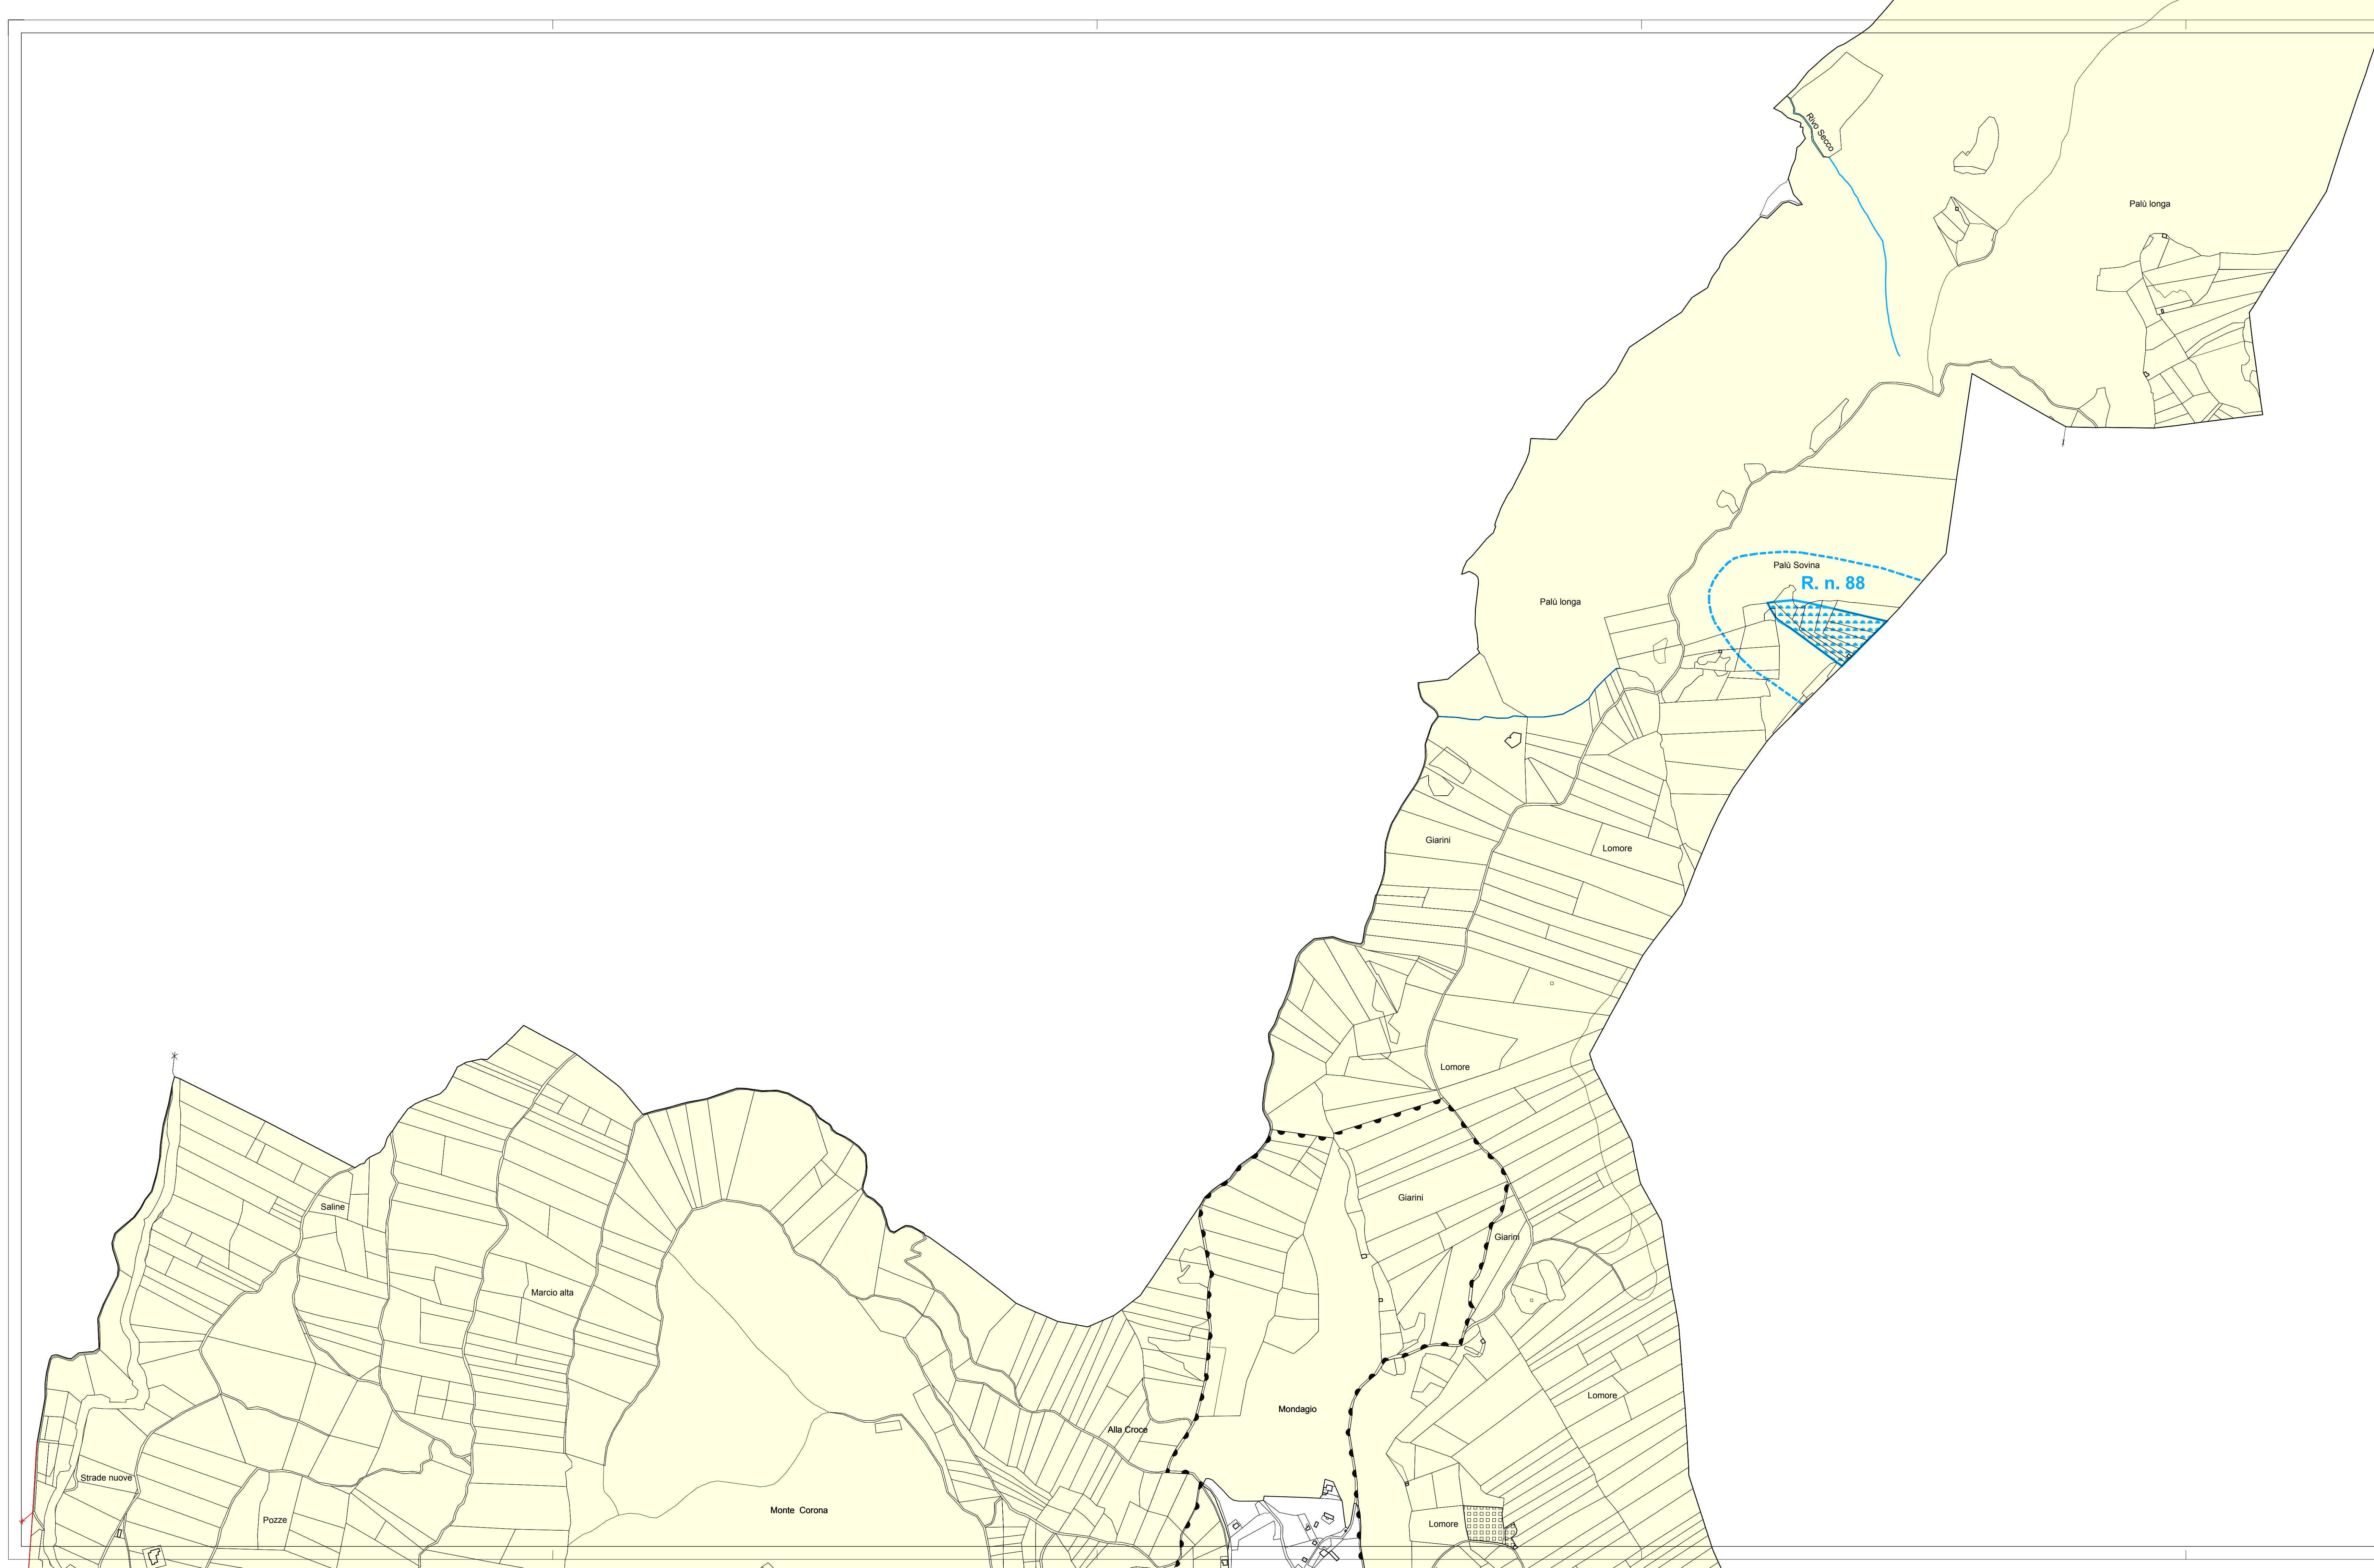 Rivo Secco
Palù longa
Palù Sovina
R. n. 88
Palù longa
Giarini
Lomore
Lomore
Giarini
Saline
Giarini
Marcio alta
Lomore
Mondagio
Alla Croce
Strade nuove
Monte Corona
Pozze
Lomore